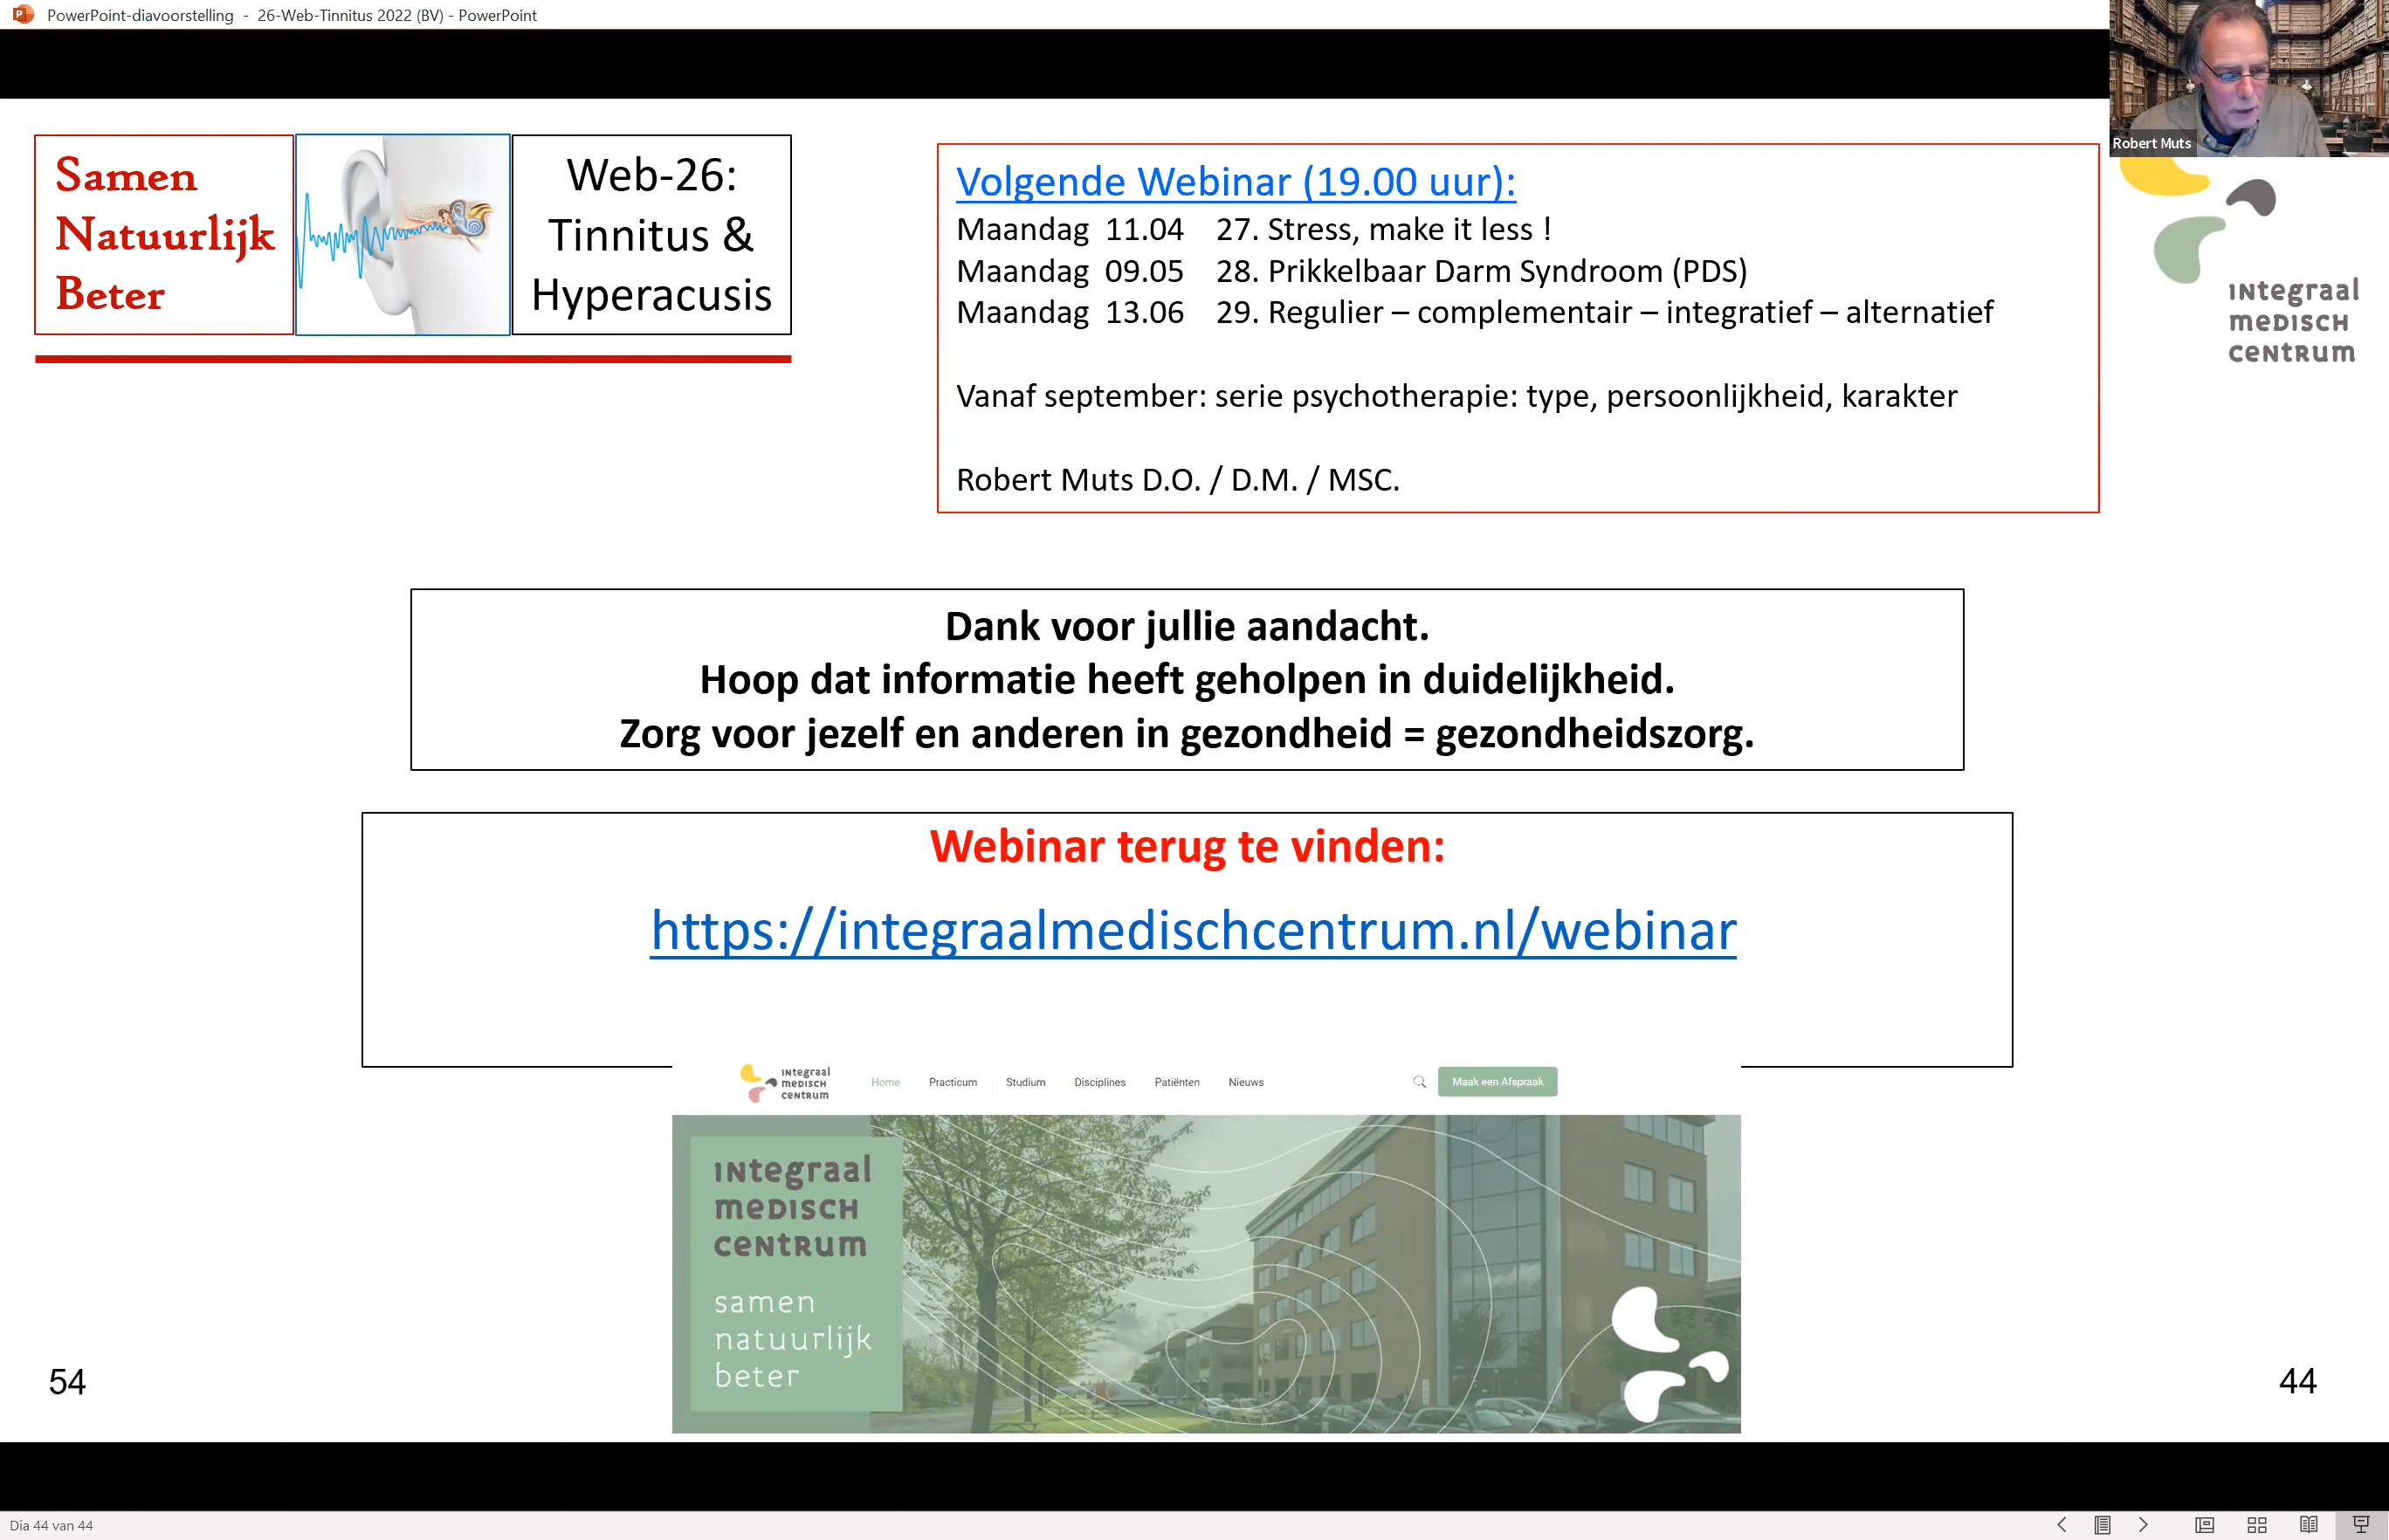 PowerPoint-diavoorstelling - 26-Web-Tinnitus 2022 (BV) - PowerPoint
Robert Muts
Samen
Natuurlijk
Beter
Web-26:
Tinnitus &
Hyperacusis
Volgende Webinar (19.00 uur):
Maandag 11.04 27. Stress, make it less !
Maandag 09.05 28. Prikkelbaar Darm Syndroom (PDS)
Maandag 13.06 29. Regulier – complementair – integratief – alternatief
Vanaf september: serie psychotherapie: type, persoonlijkheid, karakter
Robert Muts D.O. / D.M. / MSC.
integraal
medisch
centrum
Dank voor jullie aandacht.
Hoop dat informatie heeft geholpen in duidelijkheid.
Zorg voor jezelf en anderen in gezondheid = gezondheidszorg.
Webinar terug te vinden:
https://integraalmedischcentrum.nl/webinar
integraal
medisch
centrum
Home Practicum Studium Disciplines Patiënten Nieuws Maak een Afspraak
integraal
medisch
centrum
samen
natuurlijk
beter
54
44
Dia 44 van 44